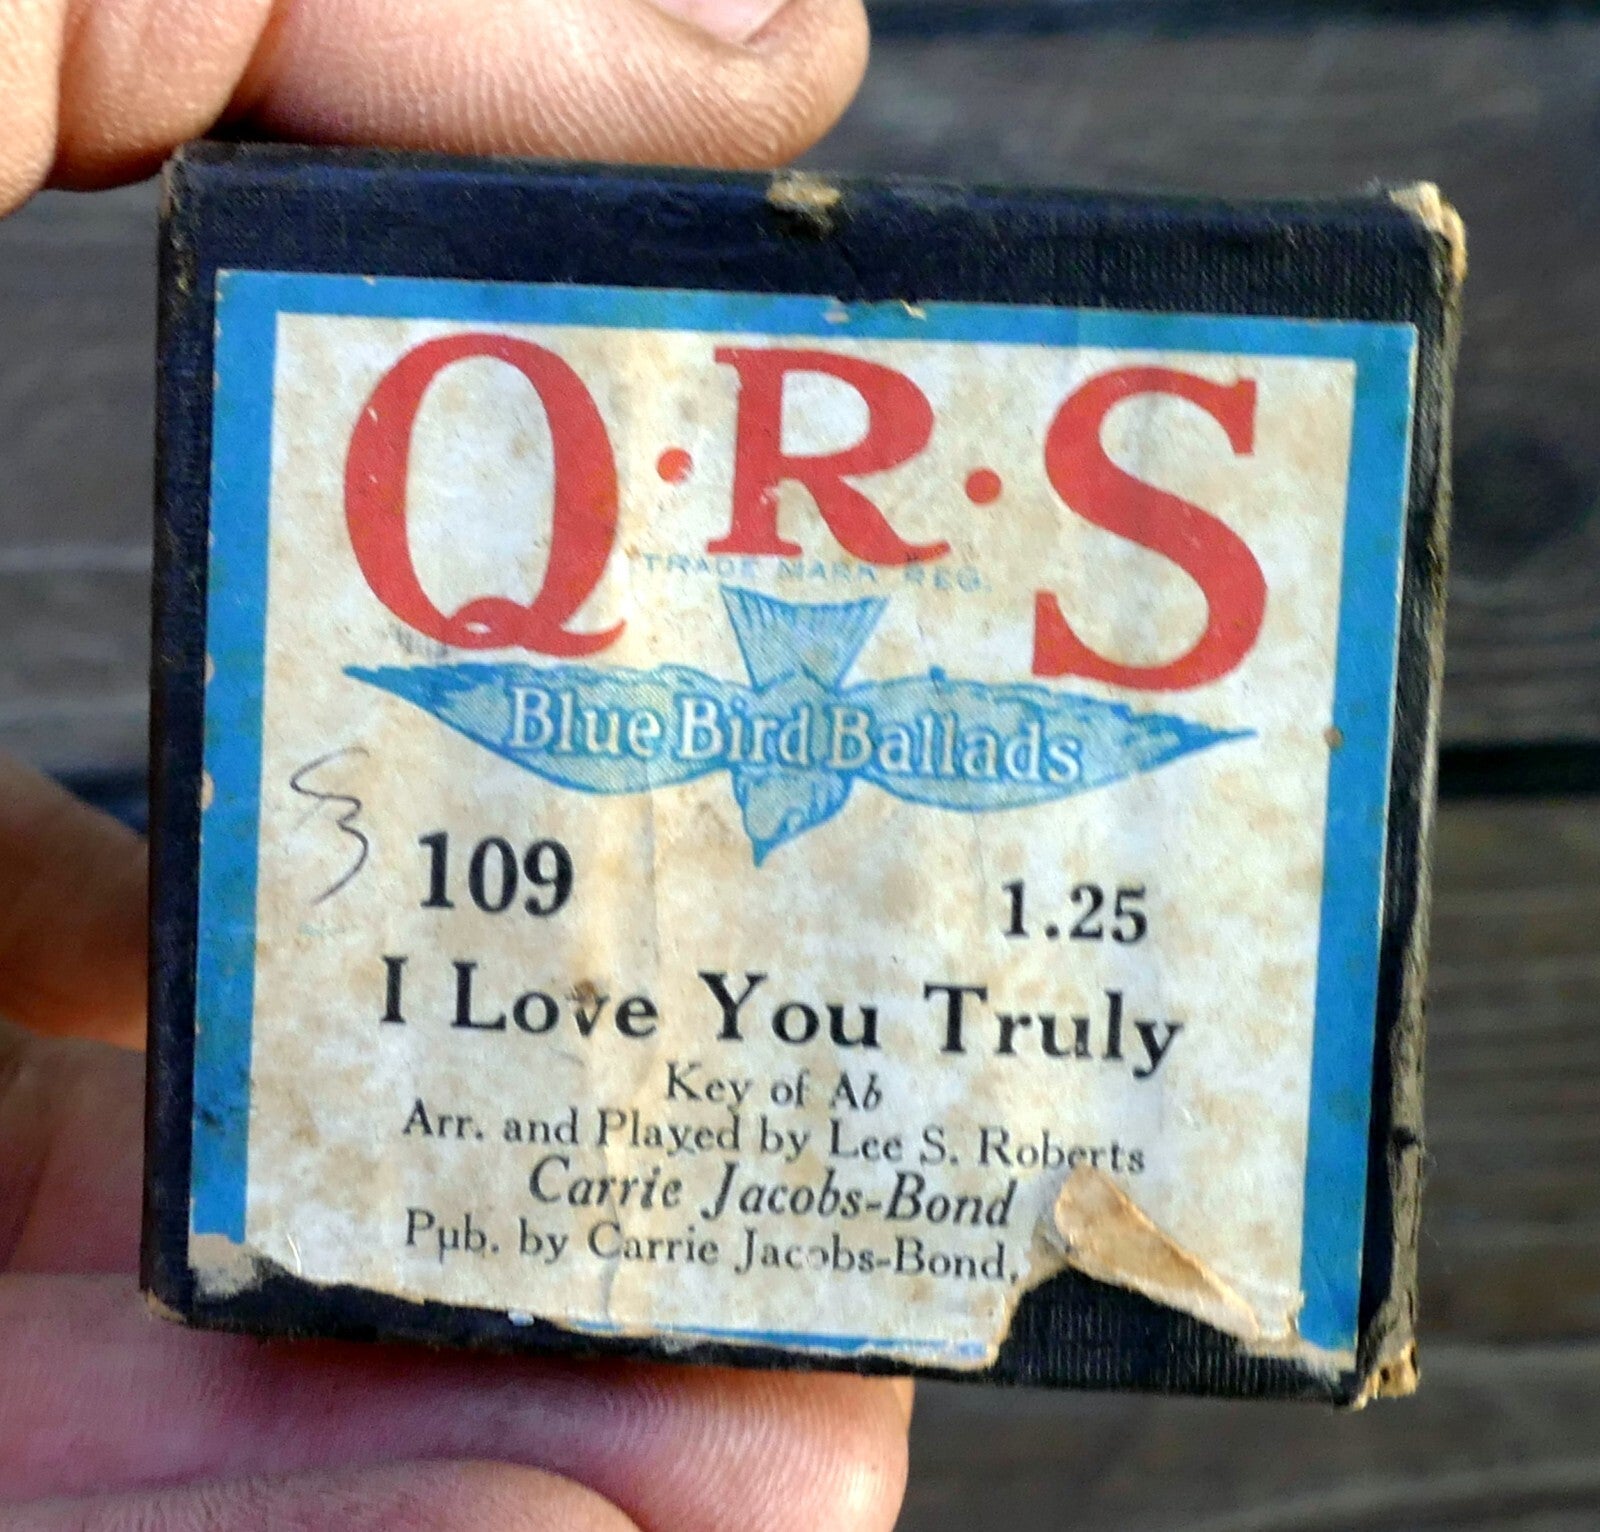 Q·R·S
TRADE MARK REG.
Blue Bird Ballads
109
1.25
I Love You Truly
Key of Ab
Arr. and Played by Lee S. Roberts
Carrie Jacobs-Bond
Pub. by Carrie Jacobs-Bond,